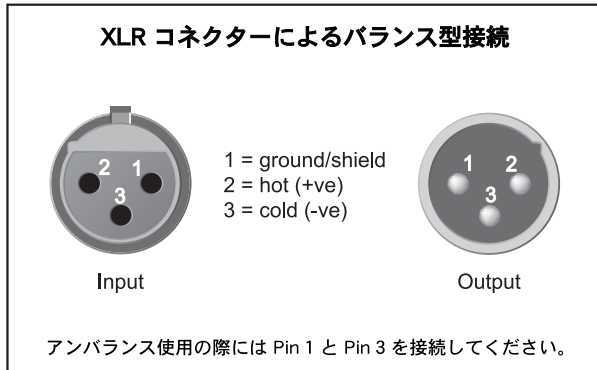 XLR コネクターによるバランス型接続
2 1
3
Input
1 = ground/shield
2 = hot (+ve)
3 = cold (-ve)
1 2
3
Output
アンバランス使用の際には Pin 1 と Pin 3 を接続してください。